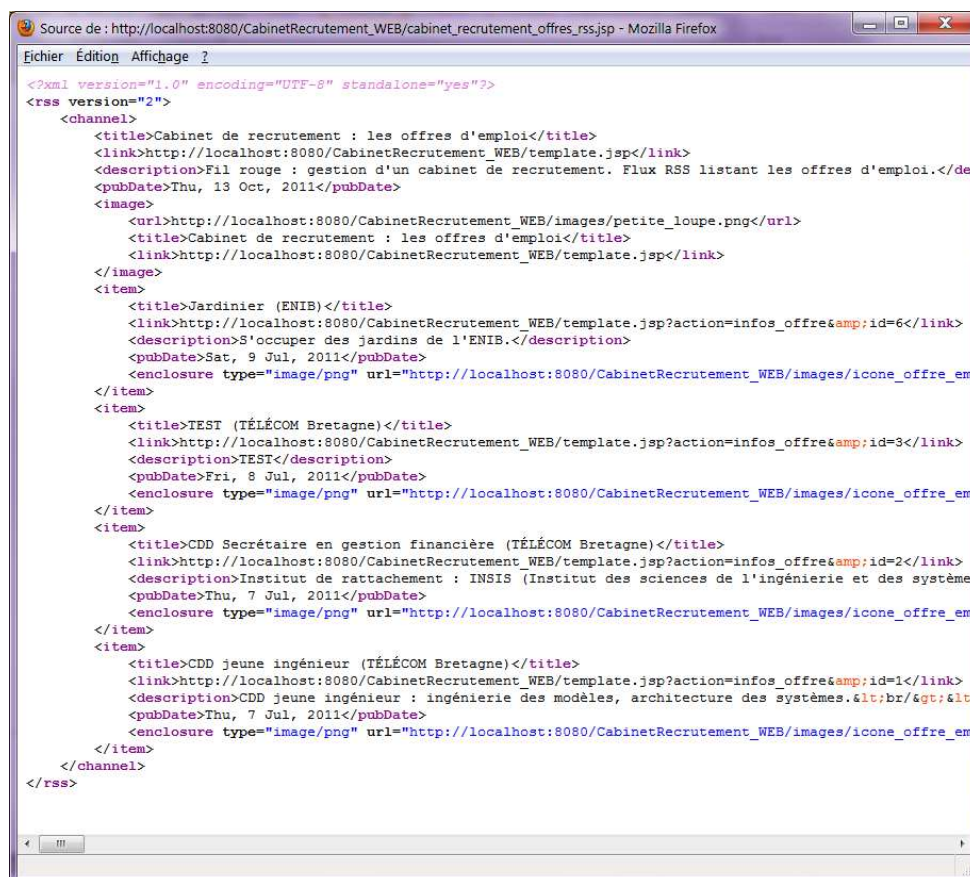 Source de : http://localhost:8080/CabinetRecrutement_WEB/cabinet_recrutement_offres_rss.jsp - Mozilla Firefox
Fichier Édition Affichage ?
<?xml version="1.0" encoding="UTF-8" standalone="yes"?>
<rss version="2">
<channel>
<title>Cabinet de recrutement : les offres d'emploi</title>
<link>http://localhost:8080/CabinetRecrutement_WEB/template.jsp</link>
<description>Fil rouge : gestion d'un cabinet de recrutement. Flux RSS listant les offres d'emploi.</de
<pubDate>Thu, 13 Oct, 2011</pubDate>
<image>
<url>http://localhost:8080/CabinetRecrutement_WEB/images/petite_loupe.png</url>
<title>Cabinet de recrutement : les offres d'emploi</title>
<link>http://localhost:8080/CabinetRecrutement_WEB/template.jsp</link>
</image>
<item>
<title>Jardinier (ENIB)</title>
<link>http://localhost:8080/CabinetRecrutement_WEB/template.jsp?action=infos_offre&amp;id=6</link>
<description>S'occuper des jardins de l'ENIB.</description>
<pubDate>Sat, 9 Jul, 2011</pubDate>
<enclosure type="image/png" url="http://localhost:8080/CabinetRecrutement_WEB/images/icone_offre_em
</item>
<item>
<title>TEST (TÉLÉCOM Bretagne)</title>
<link>http://localhost:8080/CabinetRecrutement_WEB/template.jsp?action=infos_offre&amp;id=3</link>
<description>TEST</description>
<pubDate>Fri, 8 Jul, 2011</pubDate>
<enclosure type="image/png" url="http://localhost:8080/CabinetRecrutement_WEB/images/icone_offre_em
</item>
<item>
<title>CDD Secrétaire en gestion financière (TÉLÉCOM Bretagne)</title>
<link>http://localhost:8080/CabinetRecrutement_WEB/template.jsp?action=infos_offre&amp;id=2</link>
<description>Institut de rattachement : INSIS (Institut des sciences de l'ingénierie et des système
<pubDate>Thu, 7 Jul, 2011</pubDate>
<enclosure type="image/png" url="http://localhost:8080/CabinetRecrutement_WEB/images/icone_offre_em
</item>
<item>
<title>CDD jeune ingénieur (TÉLÉCOM Bretagne)</title>
<link>http://localhost:8080/CabinetRecrutement_WEB/template.jsp?action=infos_offre&amp;id=1</link>
<description>CDD jeune ingénieur : ingénierie des modèles, architecture des systèmes.&lt;br/&gt;&lt
<pubDate>Thu, 7 Jul, 2011</pubDate>
<enclosure type="image/png" url="http://localhost:8080/CabinetRecrutement_WEB/images/icone_offre_em
</item>
</channel>
</rss>